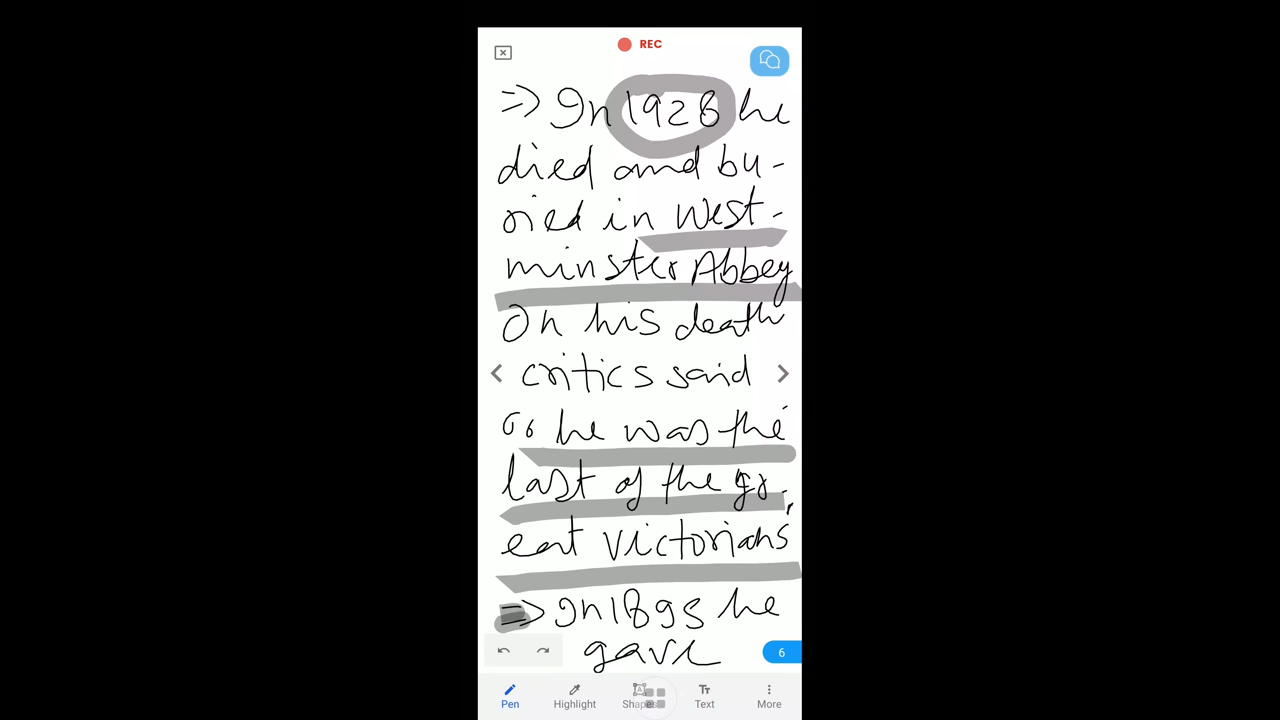 REC
=> In 1928 he
died and bu-
ried in West-
minster Abbey
On his death
critics said
"he was the
last of the gr-
eat victorians"
=> In 1895 he
gave
6
Pen
Highlight
Shapes
Text
More